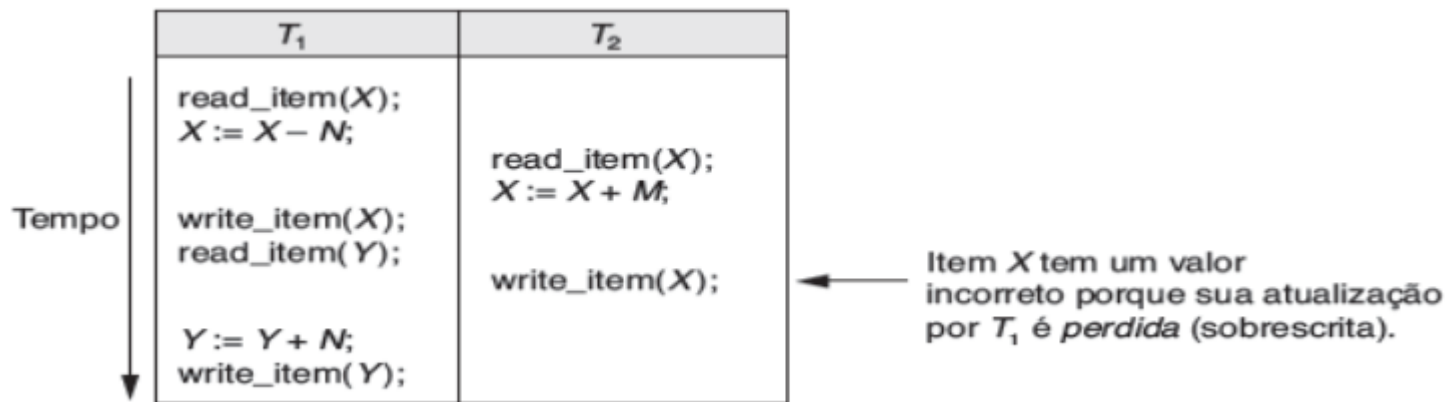 T₁ T₂
read_item(X);
X := X – N;
read_item(X);
X := X + M;
Tempo
write_item(X);
read_item(Y);
write_item(X);
Item X tem um valor
incorreto porque sua atualização
por T₁ é perdida (sobrescrita).
Y := Y + N;
write_item(Y);